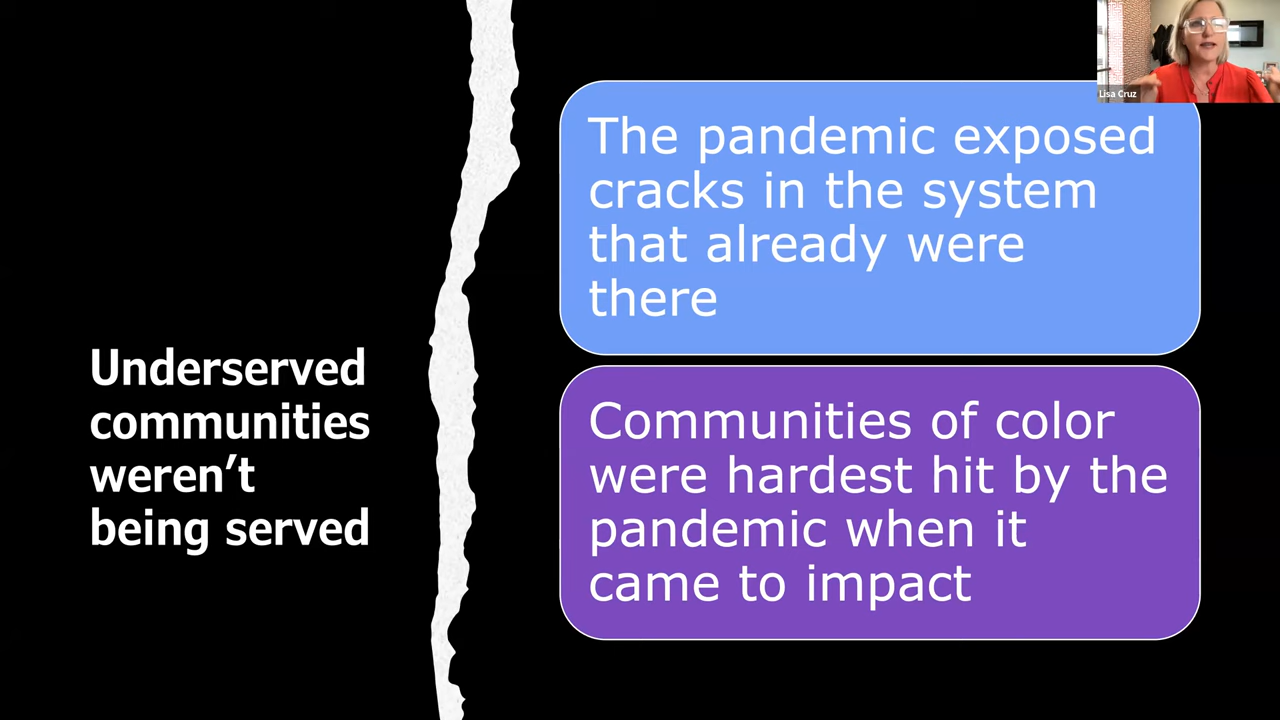 Underserved
communities
weren’t
being served
The pandemic exposed
cracks in the system
that already were
there
Communities of color
were hardest hit by the
pandemic when it
came to impact
Lisa Cruz